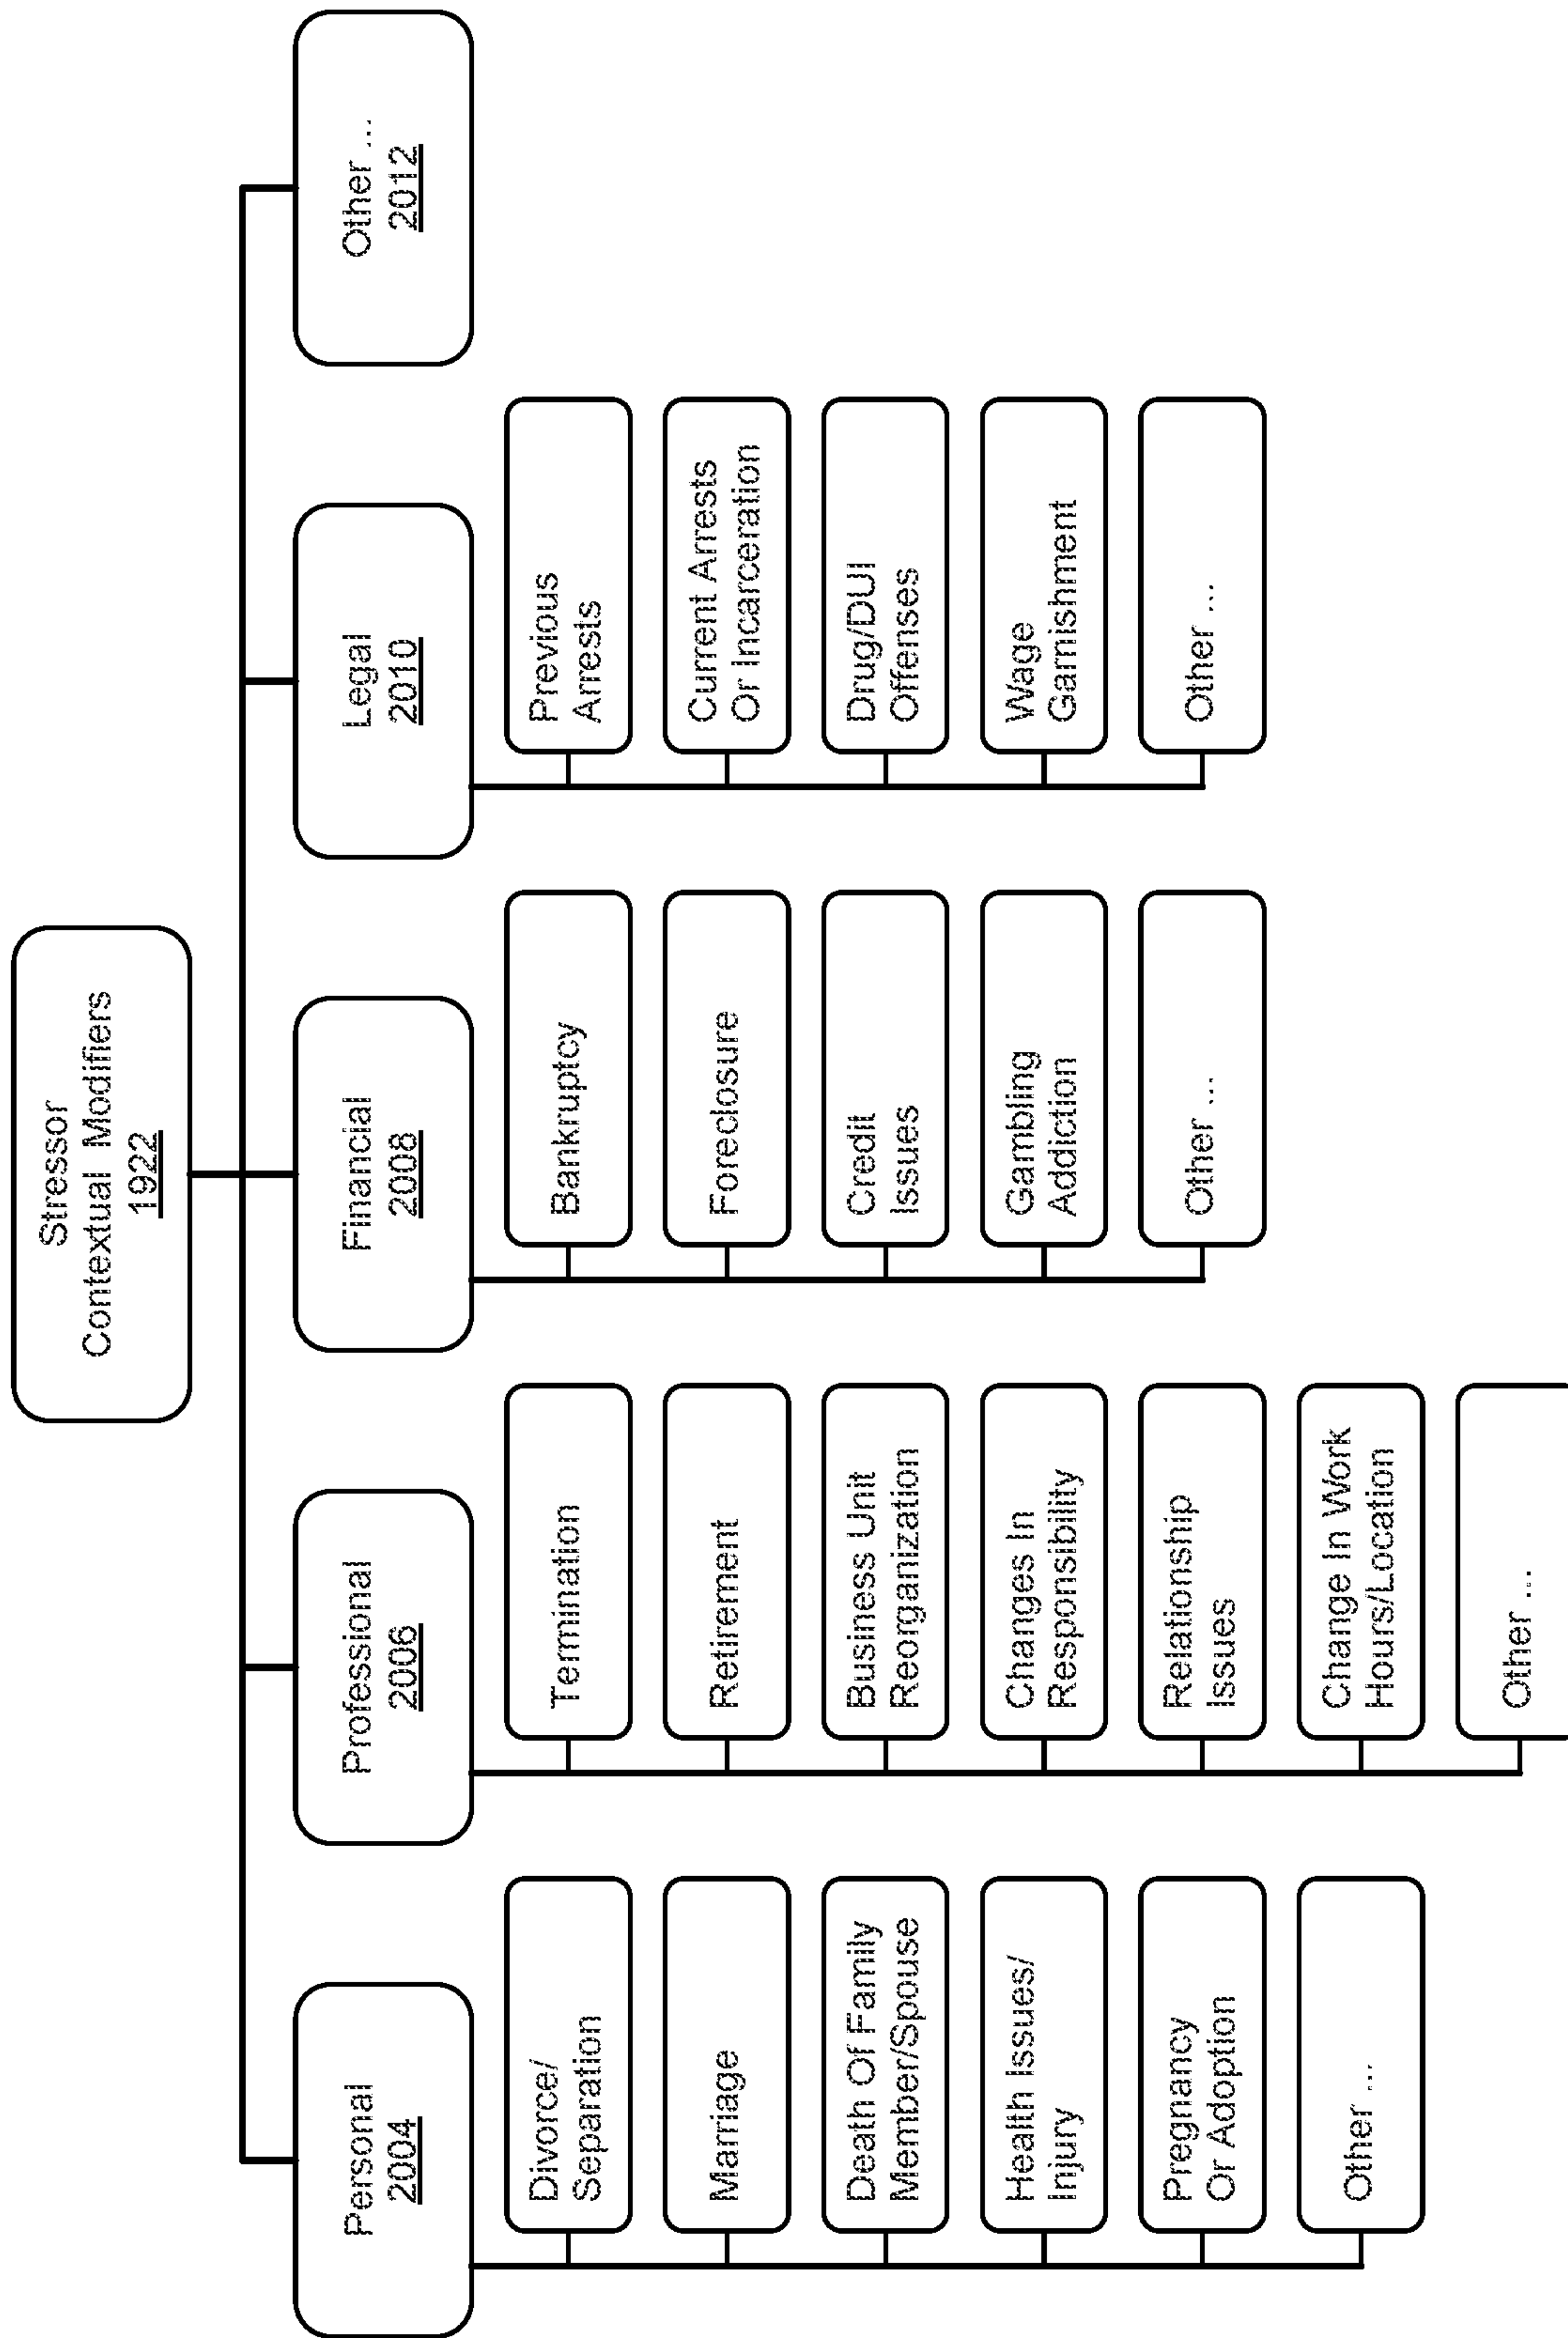 Stressor
Contextual Modifiers
1922
Personal
2004
Divorce/
Separation
Marriage
Death Of Family
Member/Spouse
Health Issues/
Injury
Pregnancy
Or Adoption
Other ...
Professional
2006
Termination
Retirement
Business Unit
Reorganization
Changes In
Responsibility
Relationship
Issues
Change In Work
Hours/Location
Other ...
Financial
2008
Bankruptcy
Foreclosure
Credit
Issues
Gambling
Addiction
Other ...
Legal
2010
Previous
Arrests
Current Arrests
Or Incarceration
Drug/DUI
Offenses
Wage
Garnishment
Other ...
Other ...
2012